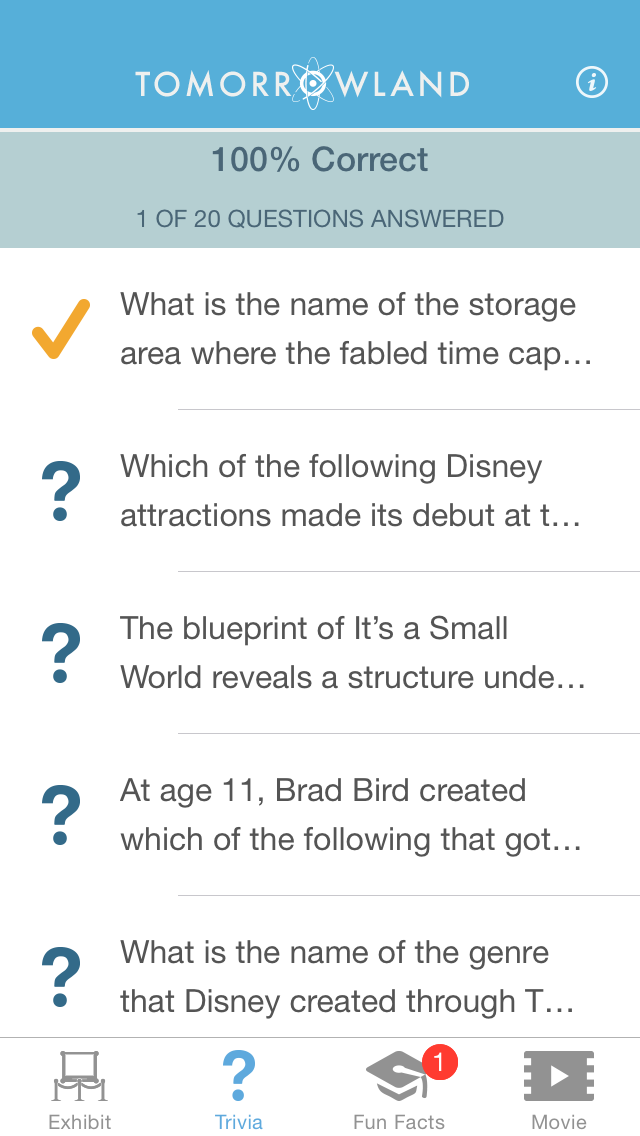 TOMORROWLAND
100% Correct
1 OF 20 QUESTIONS ANSWERED
What is the name of the storage
area where the fabled time cap…
Which of the following Disney
attractions made its debut at t…
The blueprint of It’s a Small
World reveals a structure unde…
At age 11, Brad Bird created
which of the following that got…
What is the name of the genre
that Disney created through T…
1
Exhibit Trivia Fun Facts Movie